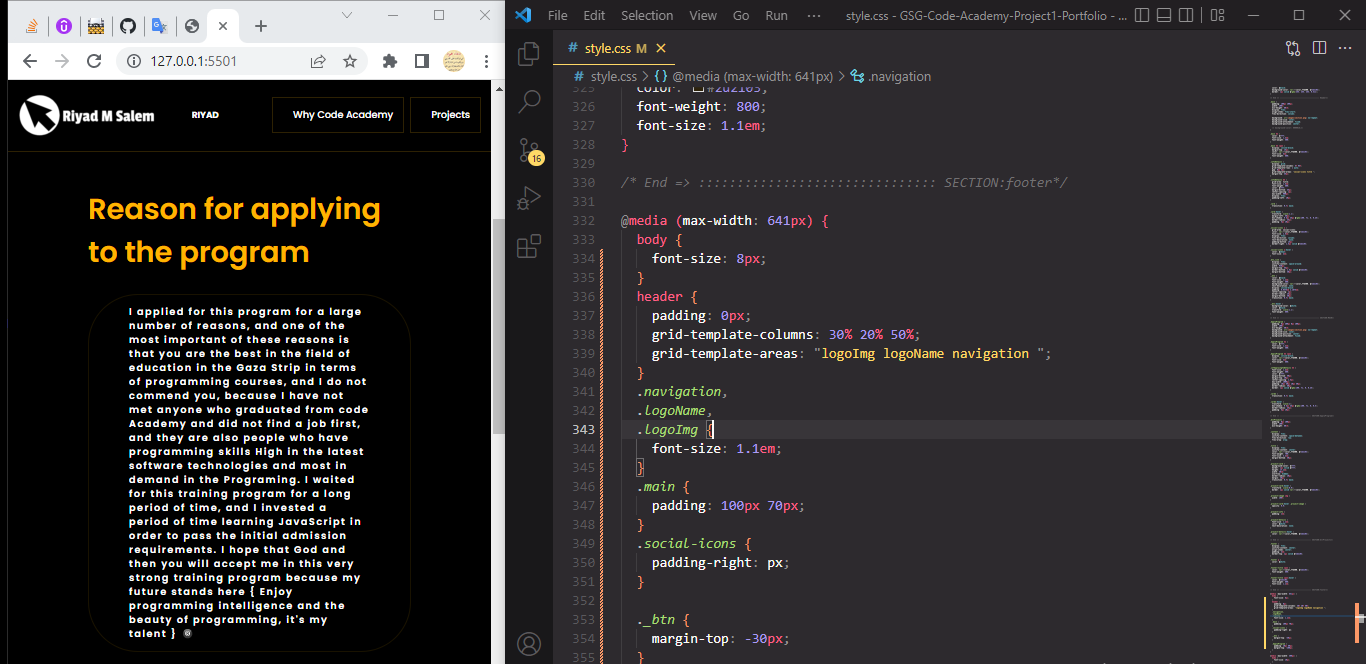 127.0.0.1:5501
Riyad M Salem
RIYAD
Why Code Academy
Projects
Reason for applying
to the program
I applied for this program for a large
number of reasons, and one of the
most important of these reasons is
that you are the best in the field of
education in the Gaza Strip in terms
of programming courses, and I do not
commend you, because I have not
met anyone who graduated from code
Academy and did not find a job first,
and they are also people who have
programming skills High in the latest
software technologies and most in
demand in the Programing. I waited
for this training program for a long
period of time, and I invested a
period of time learning JavaScript in
order to pass the initial admission
requirements. I hope that God and
then you will accept me in this very
strong training program because my
future stands here { Enjoy
programming intelligence and the
beauty of programming, it's my
talent }
File Edit Selection View Go Run ··· style.css - GSG-Code-Academy-Project1-Portfolio - ...
# style.css M
# style.css > {} @media (max-width: 641px) > .navigation
16
325 color: #2d2105;
326 font-weight: 800;
327 font-size: 1.1em;
328 }
329
330 /* End => ::::::::::::::::::::::::::::::: SECTION:footer*/
331
332 @media (max-width: 641px) {
333 body {
334 font-size: 8px;
335 }
336 header {
337 padding: 0px;
338 grid-template-columns: 30% 20% 50%;
339 grid-template-areas: "logoImg logoName navigation ";
340 }
341 .navigation,
342 .logoName,
343 .logoImg {
344 font-size: 1.1em;
345 }
346 .main {
347 padding: 100px 70px;
348 }
349 .social-icons {
350 padding-right: px;
351 }
352
353 ._btn {
354 margin-top: -30px;
355 }